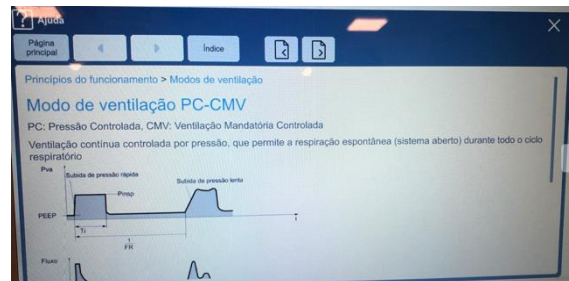 ? Ajuda
Página
principal
Índice
Princípios do funcionamento > Modos de ventilação
Modo de ventilação PC-CMV
PC: Pressão Controlada, CMV: Ventilação Mandatória Controlada
Ventilação contínua controlada por pressão, que permite a respiração espontânea (sistema aberto) durante todo o ciclo
respiratório
Pva
Subida de pressão rápida
Subida de pressão lenta
Pinsp
PEEP
t
Ti
1
FR
Fluxo